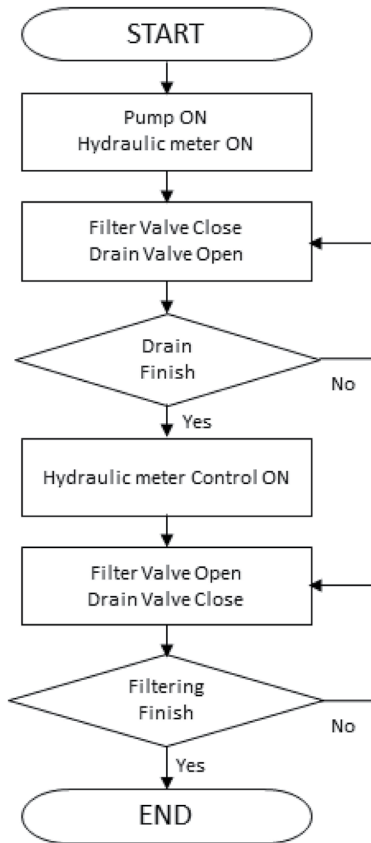 START
Pump ON
Hydraulic meter ON
Filter Valve Close
Drain Valve Open
Drain
Finish
No
Yes
Hydraulic meter Control ON
Filter Valve Open
Drain Valve Close
Filtering
Finish
No
Yes
END